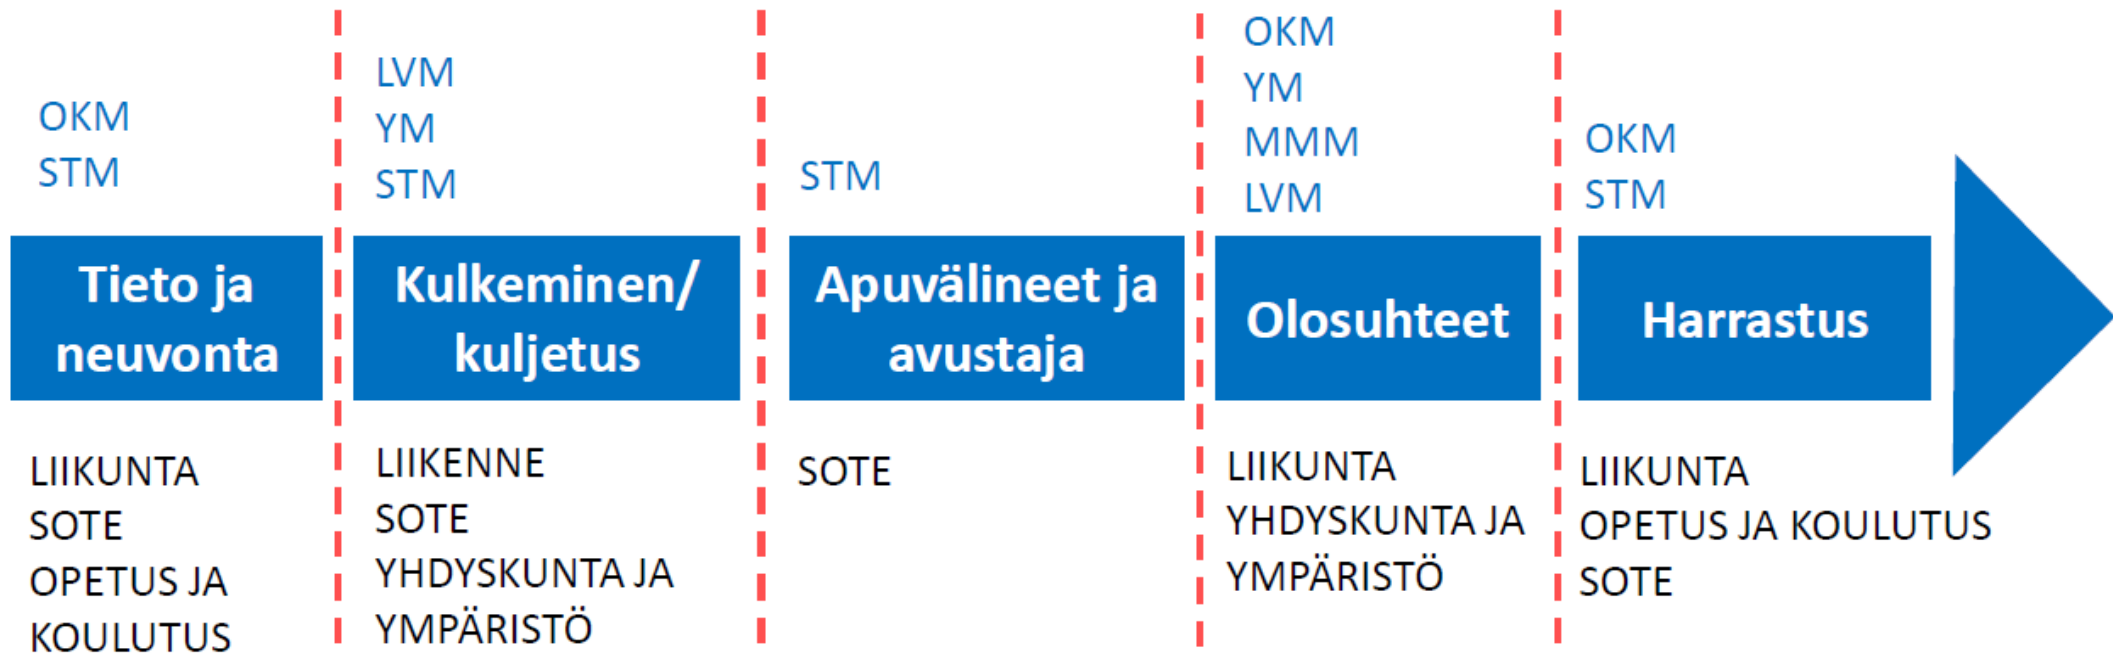 OKM
STM
Tieto ja
neuvonta
LIIKUNTA
SOTE
OPETUS JA
KOULUTUS
LVM
YM
STM
Kulkeminen/
kuljetus
LIIKENNE
SOTE
YHDYSKUNTA JA
YMPÄRISTÖ
STM
Apuvälineet ja
avustaja
SOTE
OKM
YM
MMM
LVM
Olosuhteet
LIIKUNTA
YHDYSKUNTA JA
YMPÄRISTÖ
OKM
STM
Harrastus
LIIKUNTA
OPETUS JA KOULUTUS
SOTE